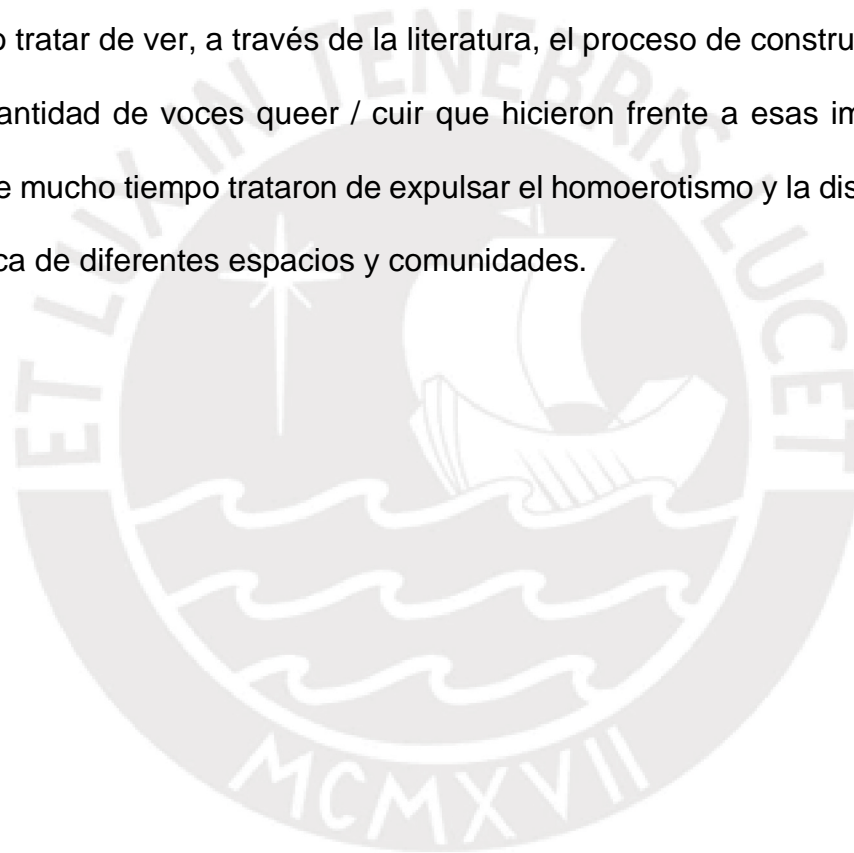 o tratar de ver, a través de la literatura, el proceso de constru
antidad de voces queer / cuir que hicieron frente a esas im
e mucho tiempo trataron de expulsar el homoerotismo y la dis
ca de diferentes espacios y comunidades.
ET LUX IN TENEBRIS LUCET
MCMXVII